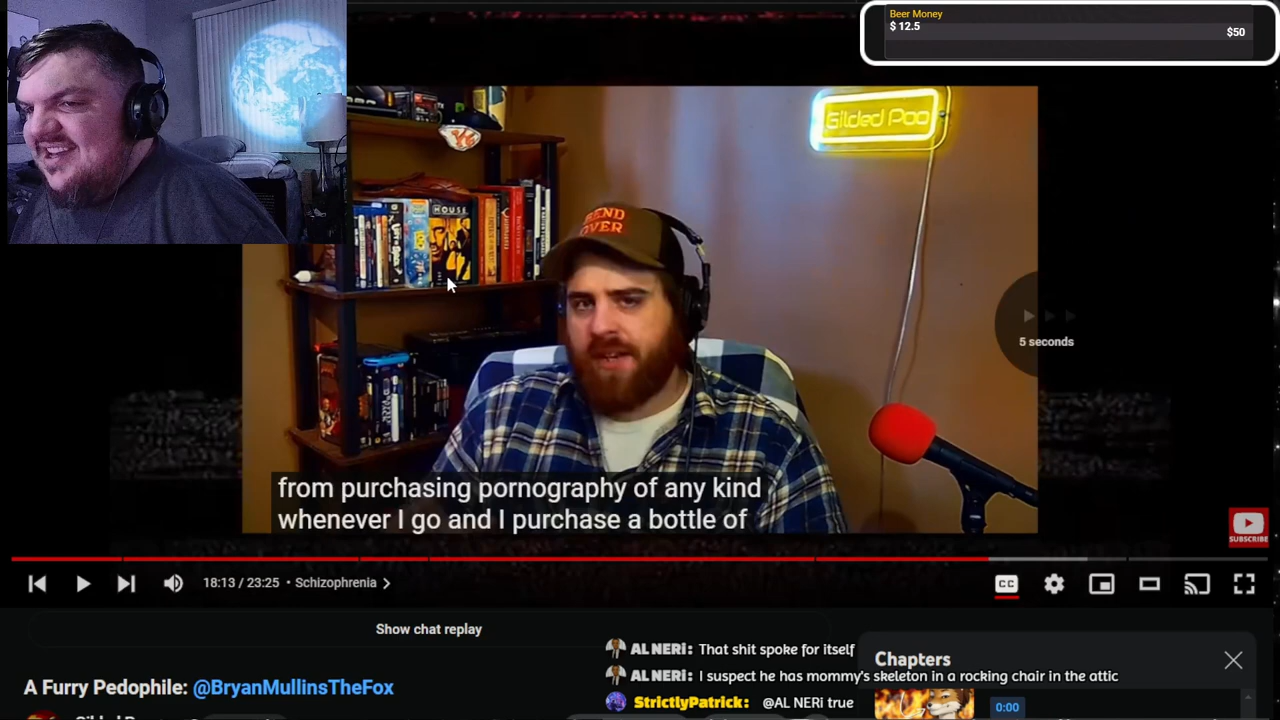 Beer Money
$ 12.5
$50
Gilded Poo
BEND
OVER
HOUSE
5 seconds
from purchasing pornography of any kind
whenever I go and I purchase a bottle of
SUBSCRIBE
18:13 / 23:25 • Schizophrenia
CC
Show chat replay
AL NERi: That shit spoke for itself
Chapters
AL NERi: I suspect he has mommy's skeleton in a rocking chair in the attic
A Furry Pedophile: @BryanMullinsTheFox
StrictlyPatrick: @AL NERi true
0:00